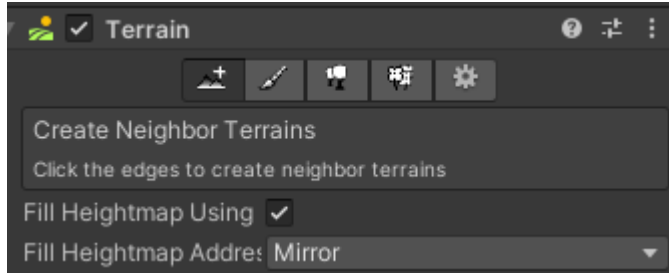 Terrain
Create Neighbor Terrains
Click the edges to create neighbor terrains
Fill Heightmap Using
Fill Heightmap Addres Mirror